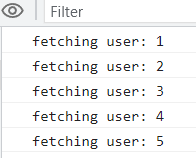 Filter
fetching user: 1
fetching user: 2
fetching user: 3
fetching user: 4
fetching user: 5